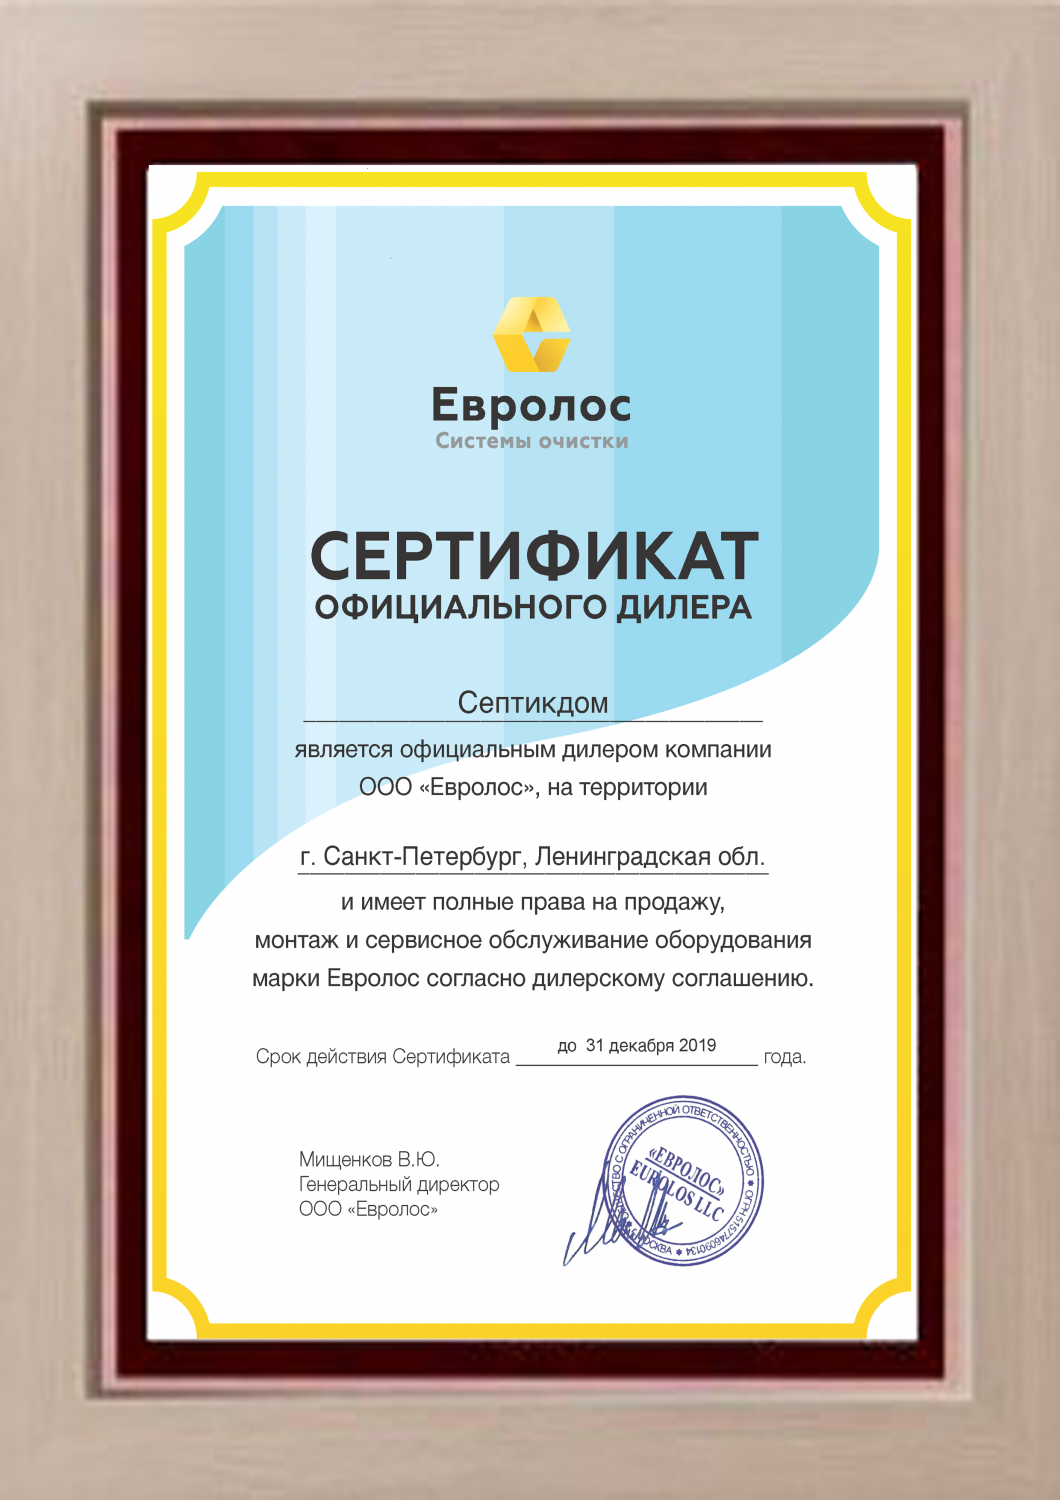 Евролос
Системы очистки
СЕРТИФИКАТ
ОФИЦИАЛЬНОГО ДИЛЕРА
Септикдом
является официальным дилером компании
ООО «Евролос», на территории
г. Санкт-Петербург, Ленинградская обл.
и имеет полные права на продажу,
монтаж и сервисное обслуживание оборудования
марки Евролос согласно дилерскому соглашению.
Срок действия Сертификата до 31 декабря 2019 года.
Мищенков В.Ю.
Генеральный директор
ООО «Евролос»
ОБЩЕСТВО С ОГРАНИЧЕННОЙ ОТВЕТСТВЕННОСТЬЮ * ОГРН 5157746090134 * МОСКВА *
«ЕВРОЛОС»
EUROLOS LLC